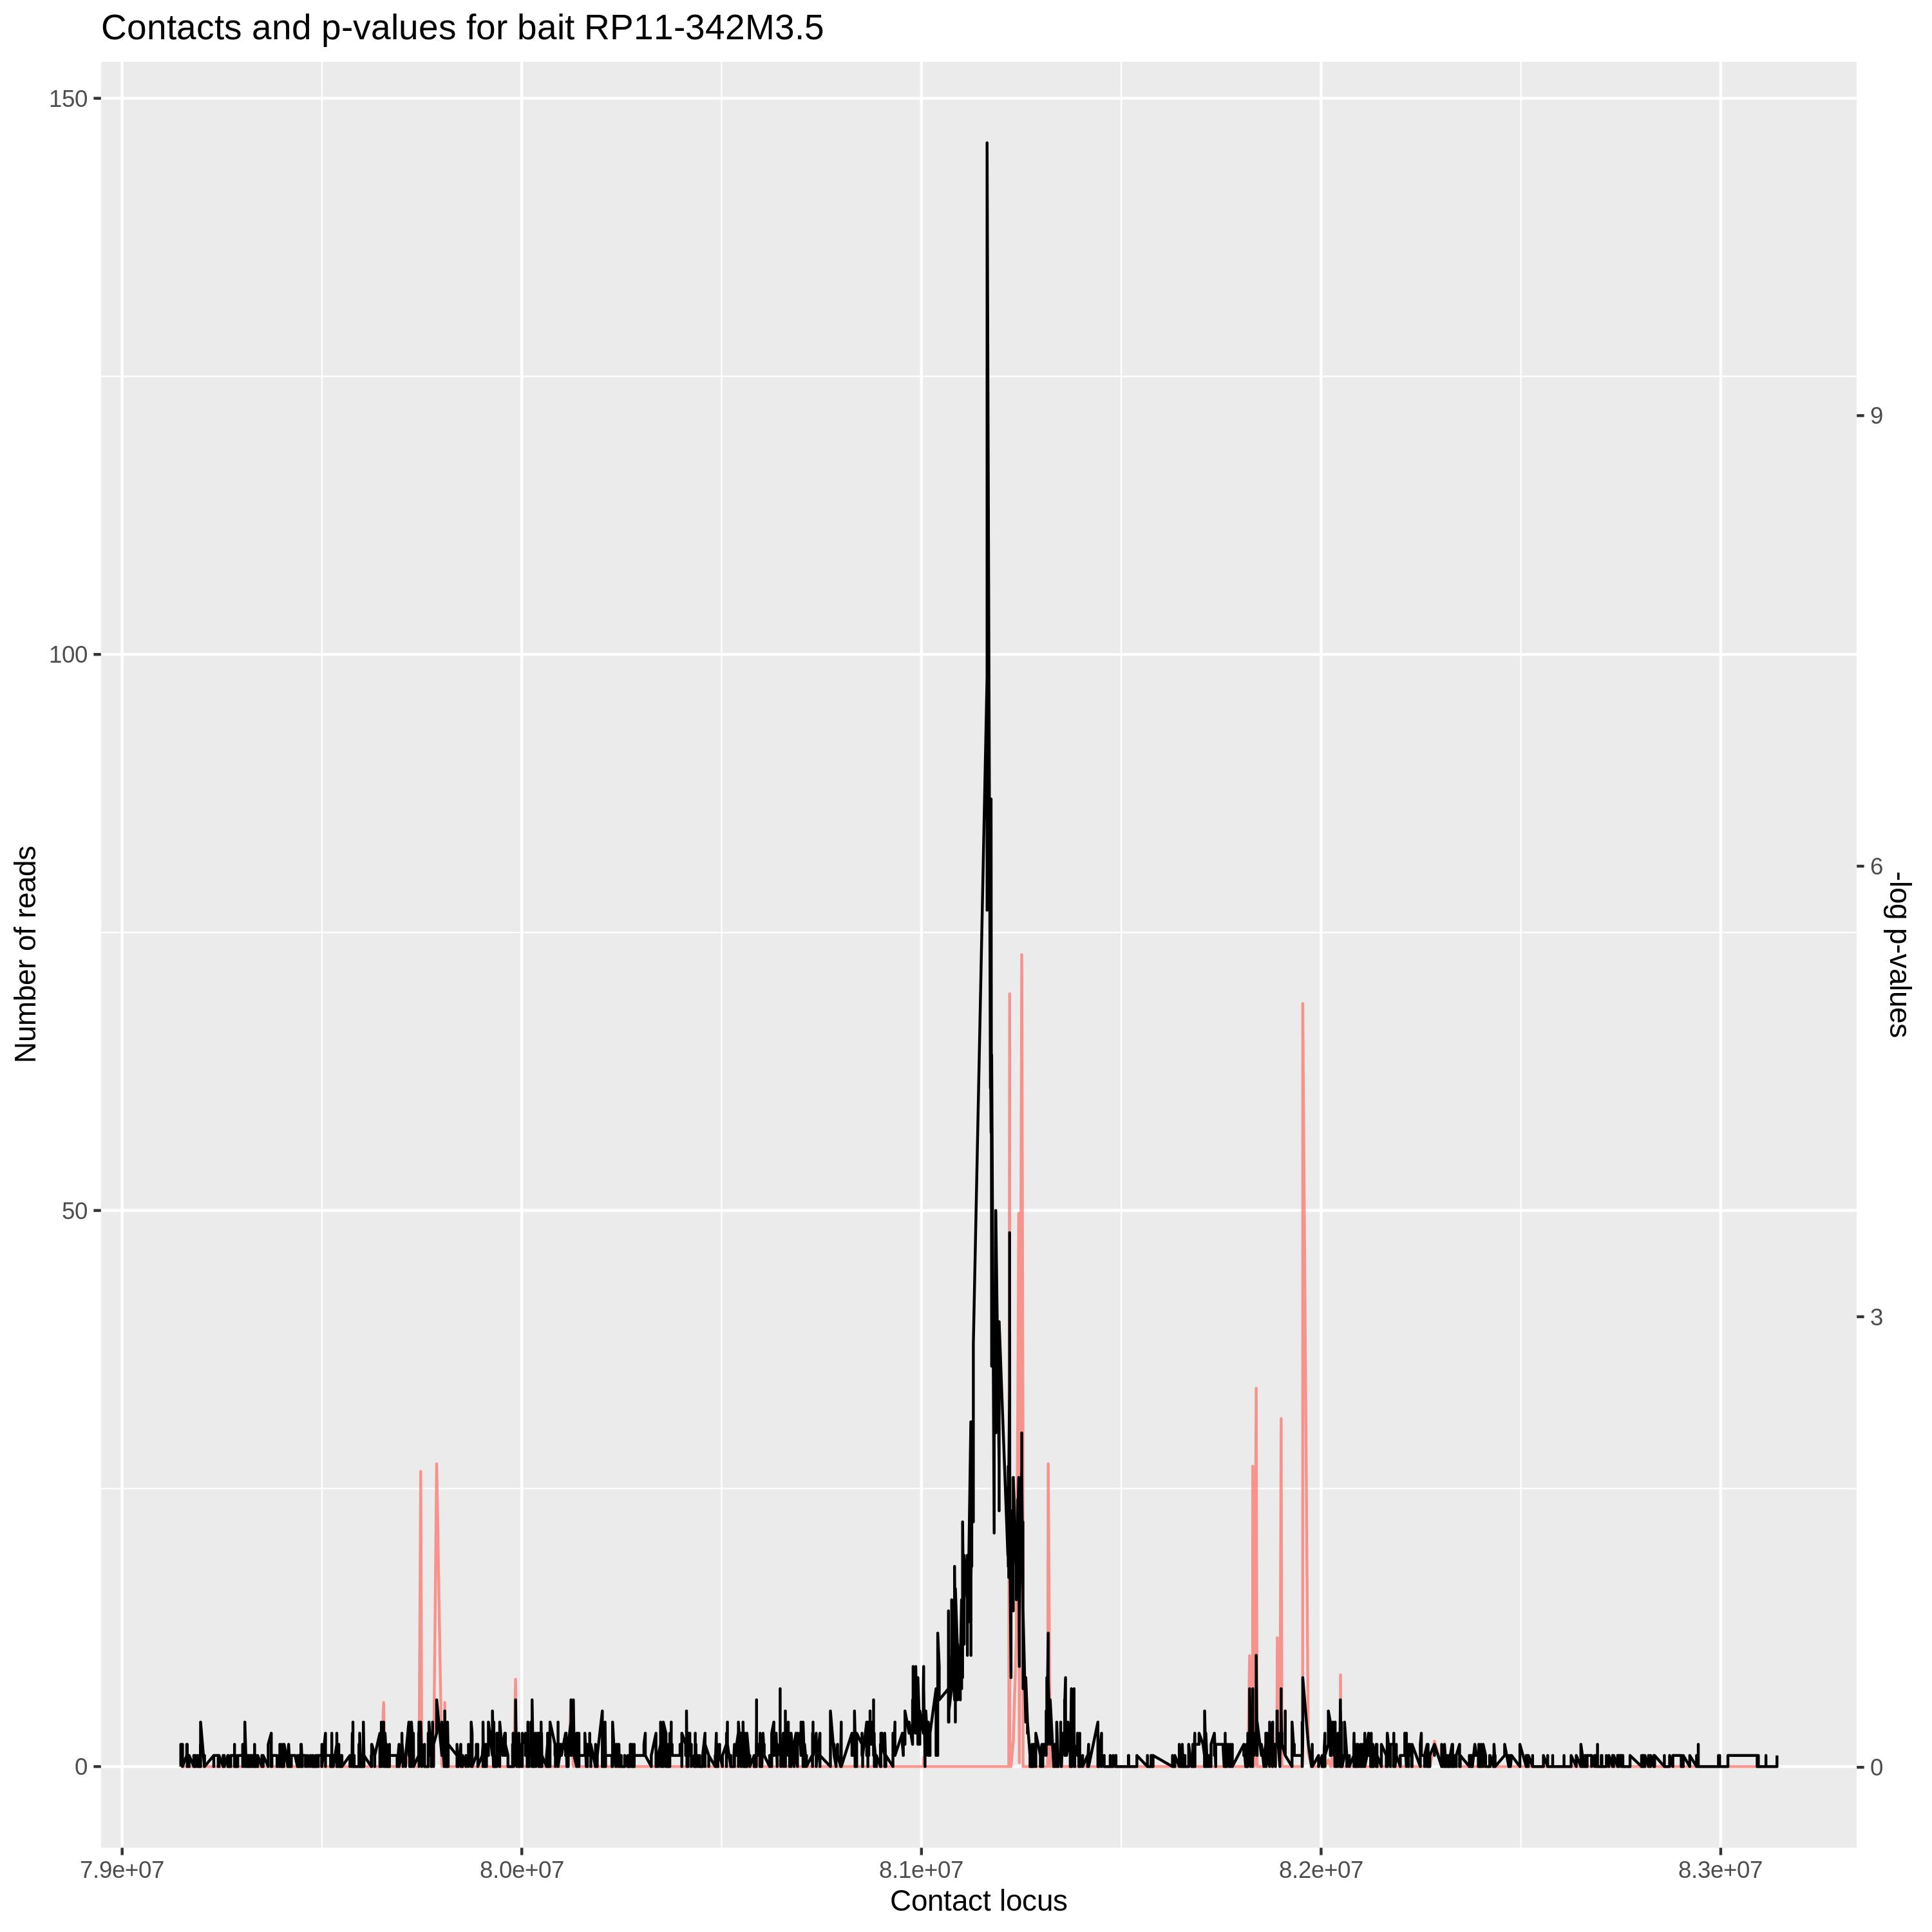 Contacts and p-values for bait RP11-342M3.5
150
100
50
0
Number of reads
9
6
3
0
-log p-values
7.9e+07
8.0e+07
8.1e+07
8.2e+07
8.3e+07
Contact locus